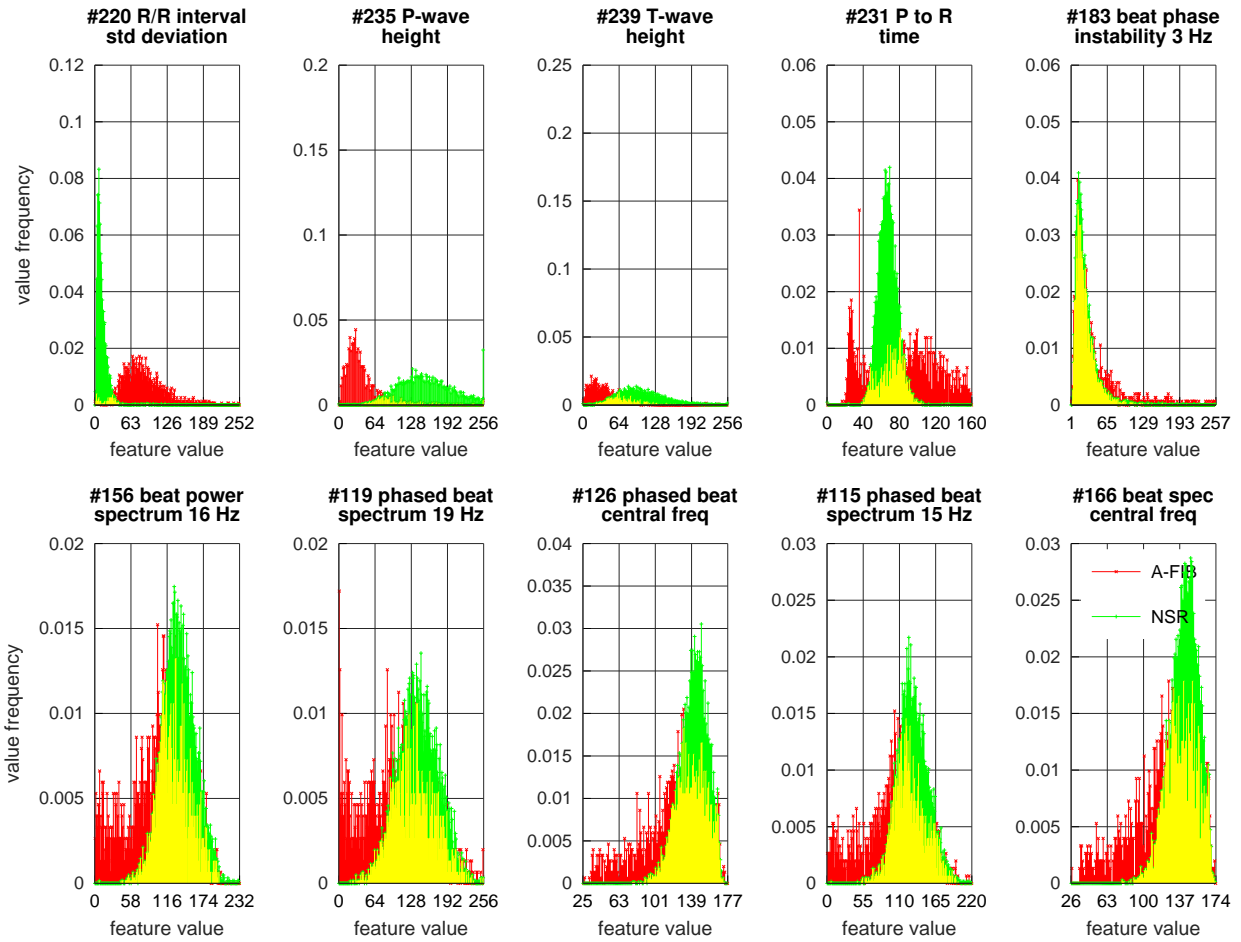 #220 R/R interval
std deviation
#235 P-wave
height
#239 T-wave
height
#231 P to R
time
#183 beat phase
instability 3 Hz
0.12
0.1
0.08
0.06
0.04
0.02
0
0.2
0.15
0.1
0.05
0
0.25
0.2
0.15
0.1
0.05
0
0.06
0.05
0.04
0.03
0.02
0.01
0
0.06
0.05
0.04
0.03
0.02
0.01
0
value frequency
0 63 126 189 252
0 64 128 192 256
0 64 128 192 256
0 40 80 120 160
1 65 129 193 257
feature value
feature value
feature value
feature value
feature value
#156 beat power
spectrum 16 Hz
#119 phased beat
spectrum 19 Hz
#126 phased beat
central freq
#115 phased beat
spectrum 15 Hz
#166 beat spec
central freq
0.02
0.015
0.01
0.005
0
0.02
0.015
0.01
0.005
0
0.04
0.035
0.03
0.025
0.02
0.015
0.01
0.005
0
0.03
0.025
0.02
0.015
0.01
0.005
0
0.03
0.025
0.02
0.015
0.01
0.005
0
A-FIB
NSR
value frequency
0 58 116 174 232
0 64 128 192 256
25 63 101 139 177
0 55 110 165 220
26 63 100 137 174
feature value
feature value
feature value
feature value
feature value